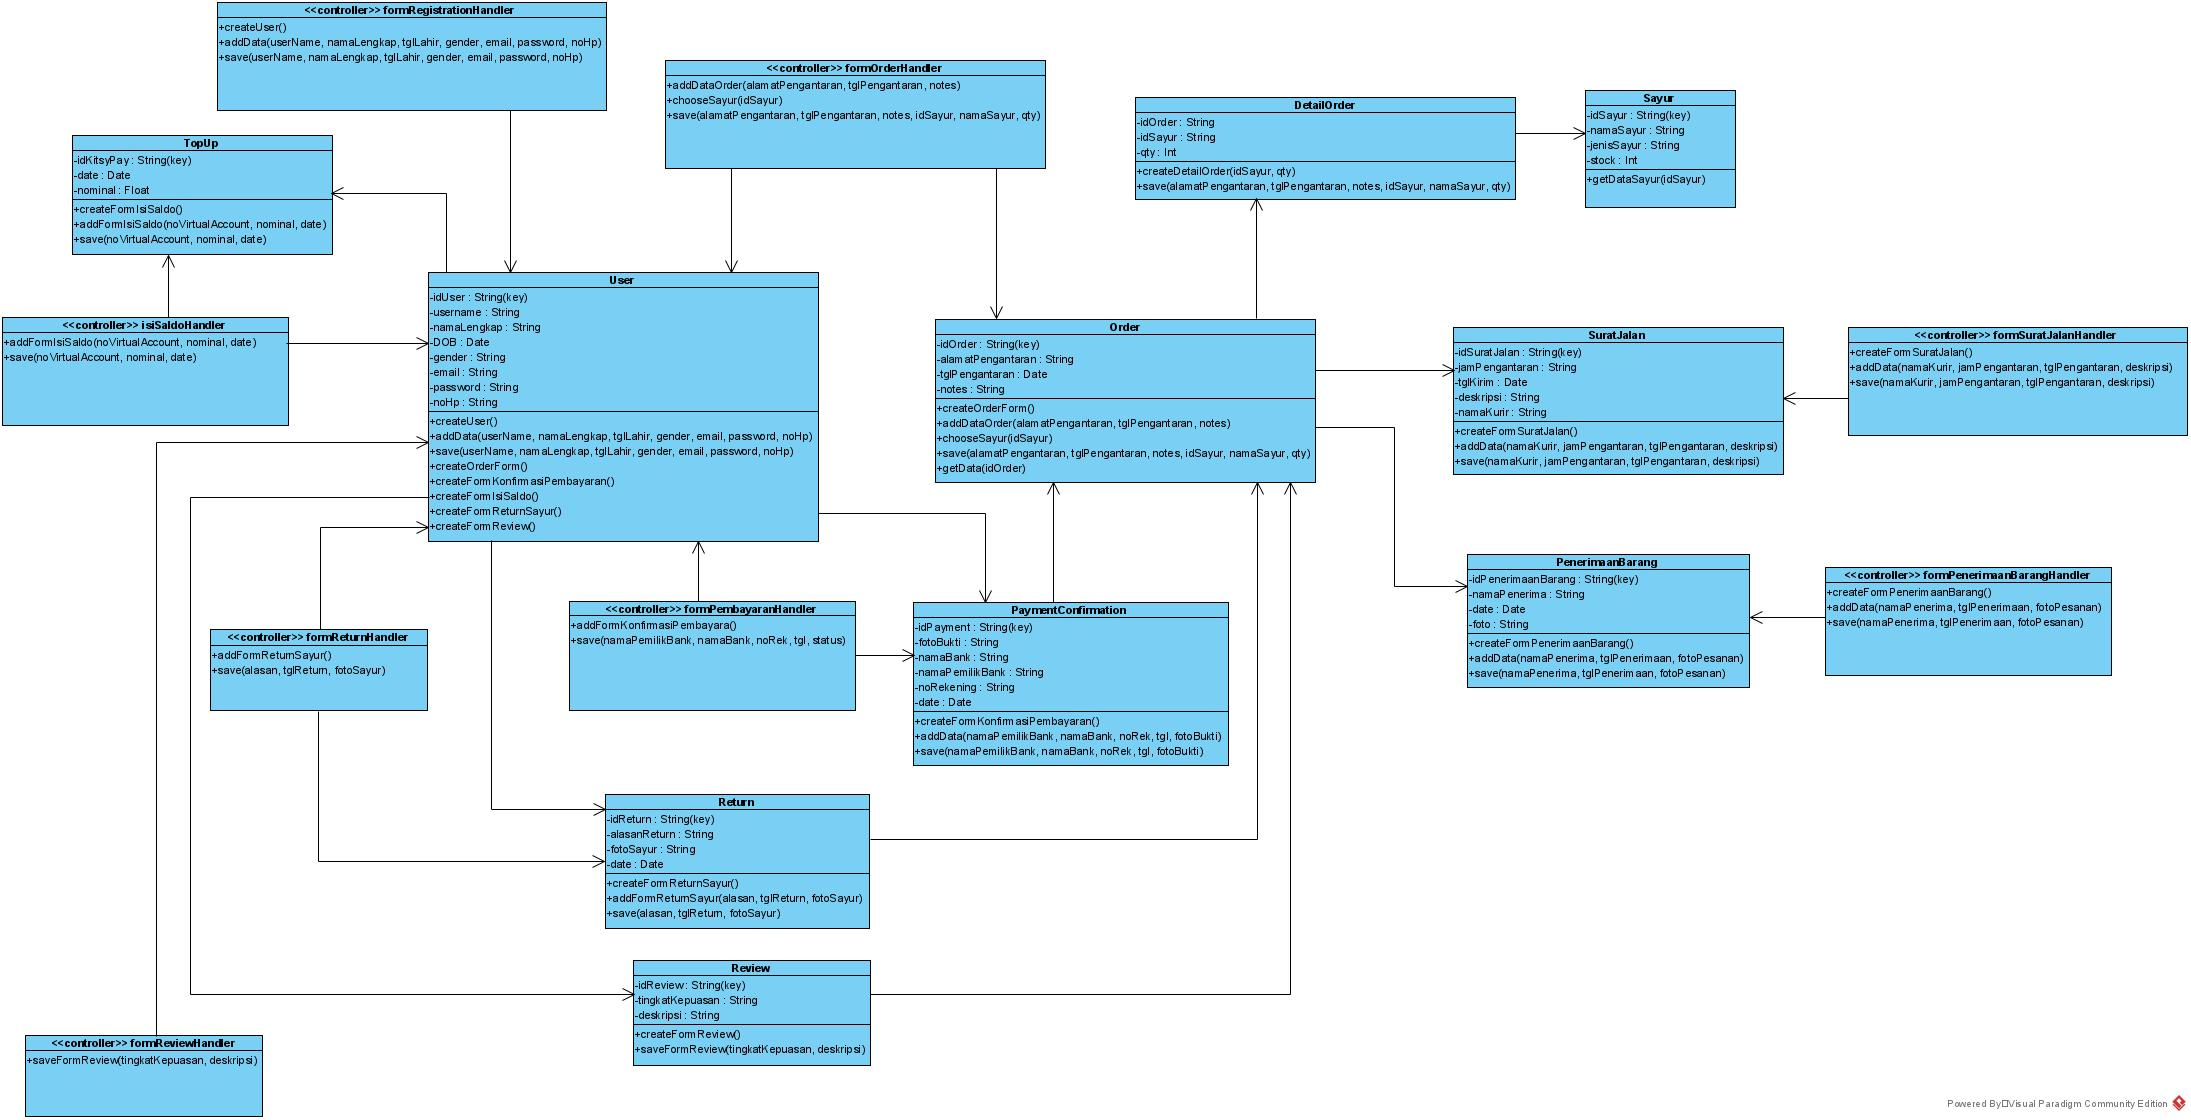 <<controller>> formRegistrationHandler
+createUser()
+addData(userName, namaLengkap, tglLahir, gender, email, password, noHp)
+save(userName, namaLengkap, tglLahir, gender, email, password, noHp)
<<controller>> formOrderHandler
+addDataOrder(alamatPengantaran, tglPengantaran, notes)
+chooseSayur(idSayur)
+save(alamatPengantaran, tglPengantaran, notes, idSayur, namaSayur, qty)
DetailOrder
-idOrder : String
-idSayur : String
-qty : Int
+createDetailOrder(idSayur, qty)
+save(alamatPengantaran, tglPengantaran, notes, idSayur, namaSayur, qty)
Sayur
-idSayur : String(key)
-namaSayur : String
-jenisSayur : String
-stock : Int
+getDataSayur(idSayur)
TopUp
-idKitsyPay : String(key)
-date : Date
-nominal : Float
+createFormIsiSaldo()
+addFormIsiSaldo(noVirtualAccount, nominal, date)
+save(noVirtualAccount, nominal, date)
<<controller>> isiSaldoHandler
+addFormIsiSaldo(noVirtualAccount, nominal, date)
+save(noVirtualAccount, nominal, date)
User
-idUser : String(key)
-username : String
-namaLengkap : String
-DOB : Date
-gender : String
-email : String
-password : String
-noHp : String
+createUser()
+addData(userName, namaLengkap, tglLahir, gender, email, password, noHp)
+save(userName, namaLengkap, tglLahir, gender, email, password, noHp)
+createOrderForm()
+createFormKonfirmasiPembayaran()
+createFormIsiSaldo()
+createFormReturnSayur()
+createFormReview()
Order
-idOrder : String(key)
-alamatPengantaran : String
-tglPengantaran : Date
-notes : String
+createOrderForm()
+addDataOrder(alamatPengantaran, tglPengantaran, notes)
+chooseSayur(idSayur)
+save(alamatPengantaran, tglPengantaran, notes, idSayur, namaSayur, qty)
+getData(idOrder)
SuratJalan
-idSuratJalan : String(key)
-jamPengantaran : String
-tglKirim : Date
-deskripsi : String
-namaKurir : String
+createFormSuratJalan()
+addData(namaKurir, jamPengantaran, tglPengantaran, deskripsi)
+save(namaKurir, jamPengantaran, tglPengantaran, deskripsi)
<<controller>> formSuratJalanHandler
+createFormSuratJalan()
+addData(namaKurir, jamPengantaran, tglPengantaran, deskripsi)
+save(namaKurir, jamPengantaran, tglPengantaran, deskripsi)
PenerimaanBarang
-idPenerimaanBarang : String(key)
-namaPenerima : String
-date : Date
-foto : String
+createFormPenerimaanBarang()
+addData(namaPenerima, tglPenerimaan, fotoPesanan)
+save(namaPenerima, tglPenerimaan, fotoPesanan)
<<controller>> formPenerimaanBarangHandler
+createFormPenerimaanBarang()
+addData(namaPenerima, tglPenerimaan, fotoPesanan)
+save(namaPenerima, tglPenerimaan, fotoPesanan)
<<controller>> formReturnHandler
+addFormReturnSayur()
+save(alasan, tglReturn, fotoSayur)
<<controller>> formPembayaranHandler
+addFormKonfirmasiPembayara()
+save(namaPemilikBank, namaBank, noRek, tgl, status)
PaymentConfirmation
-idPayment : String(key)
-fotoBukti : String
-namaBank : String
-namaPemilikBank : String
-noRekening : String
-date : Date
+createFormKonfirmasiPembayaran()
+addData(namaPemilikBank, namaBank, noRek, tgl, fotoBukti)
+save(namaPemilikBank, namaBank, noRek, tgl, fotoBukti)
Return
-idReturn : String(key)
-alasanReturn : String
-fotoSayur : String
-date : Date
+createFormReturnSayur()
+addFormReturnSayur(alasan, tglReturn, fotoSayur)
+save(alasan, tglReturn, fotoSayur)
Review
-idReview : String(key)
-tingkatKepuasan : String
-deskripsi : String
+createFormReview()
+saveFormReview(tingkatKepuasan, deskripsi)
<<controller>> formReviewHandler
+saveFormReview(tingkatKepuasan, deskripsi)
Powered By□Visual Paradigm Community Edition